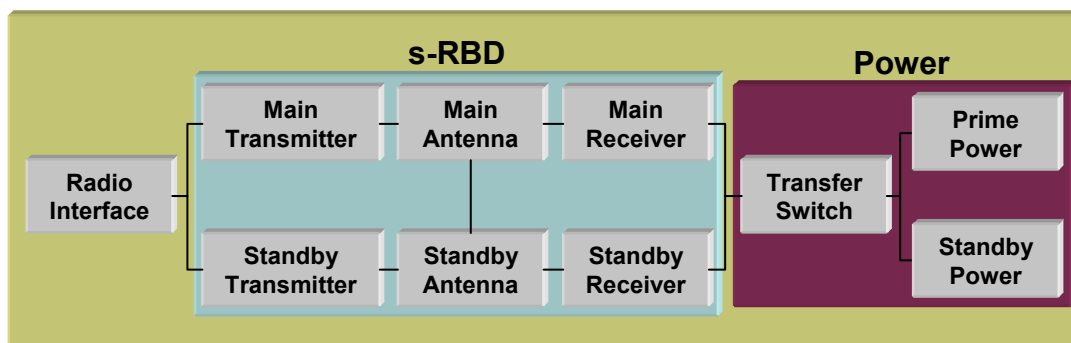 s-RBD
Power
Main
Transmitter
Main
Antenna
Main
Receiver
Prime
Power
Radio
Interface
Transfer
Switch
Standby
Transmitter
Standby
Antenna
Standby
Receiver
Standby
Power